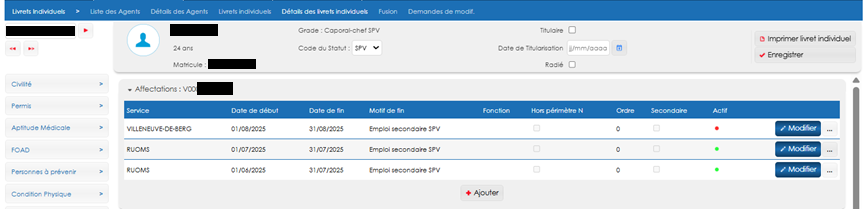 Livrets Individuels > Liste des Agents Détails des Agents Livrets individuels Détails des livrets individuels Fusion Demandes de modif.
Grade : Caporal-chef SPV
Titulaire
24 ans
Code du Statut : SPV
Date de Titularisation jj/mm/aaaa
Matricule :
Radié
Imprimer livret individuel
Enregistrer
Civilité >
Permis >
Aptitude Médicale >
FOAD >
Personnes à prévenir >
Condition Physique >
Affectations : V00
Service Date de début Date de fin Motif de fin Fonction Hors périmètre N Ordre Secondaire Actif
VILLENEUVE-DE-BERG 01/08/2025 31/08/2025 Emploi secondaire SPV 0 Modifier ...
RUOMS 01/07/2025 31/07/2025 Emploi secondaire SPV 0 Modifier ...
RUOMS 01/06/2025 31/07/2025 Emploi secondaire SPV 0 Modifier ...
Ajouter